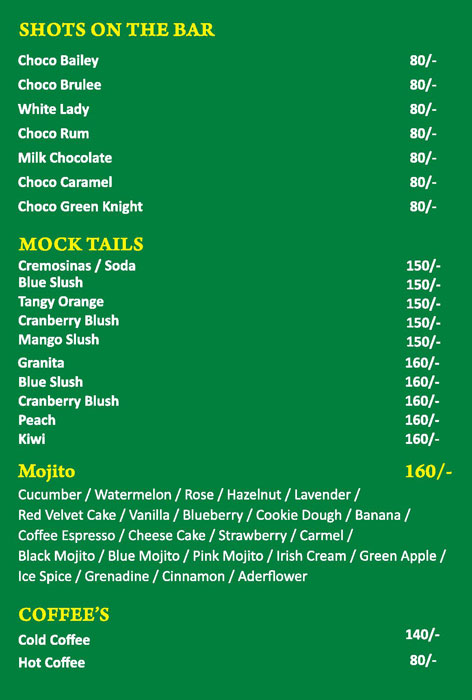 SHOTS ON THE BAR
Choco Bailey 80/-
Choco Brulee 80/-
White Lady 80/-
Choco Rum 80/-
Milk Chocolate 80/-
Choco Caramel 80/-
Choco Green Knight 80/-
MOCK TAILS
Cremosinas / Soda 150/-
Blue Slush 150/-
Tangy Orange 150/-
Cranberry Blush 150/-
Mango Slush 150/-
Granita 160/-
Blue Slush 160/-
Cranberry Blush 160/-
Peach 160/-
Kiwi 160/-
Mojito 160/-
Cucumber / Watermelon / Rose / Hazelnut / Lavender /
Red Velvet Cake / Vanilla / Blueberry / Cookie Dough / Banana /
Coffee Espresso / Cheese Cake / Strawberry / Carmel /
Black Mojito / Blue Mojito / Pink Mojito / Irish Cream / Green Apple /
Ice Spice / Grenadine / Cinnamon / Aderflower
COFFEE'S
Cold Coffee 140/-
Hot Coffee 80/-